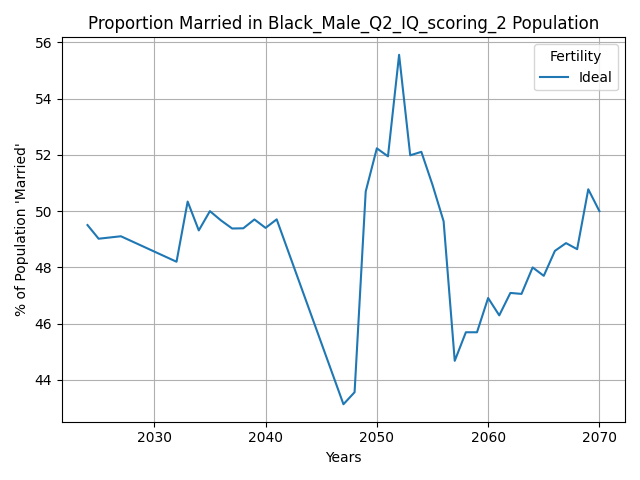 Proportion Married in Black_Male_Q2_IQ_scoring_2 Population
Fertility
Ideal
% of Population 'Married'
56
54
52
50
48
46
44
2030
2040
2050
2060
2070
Years